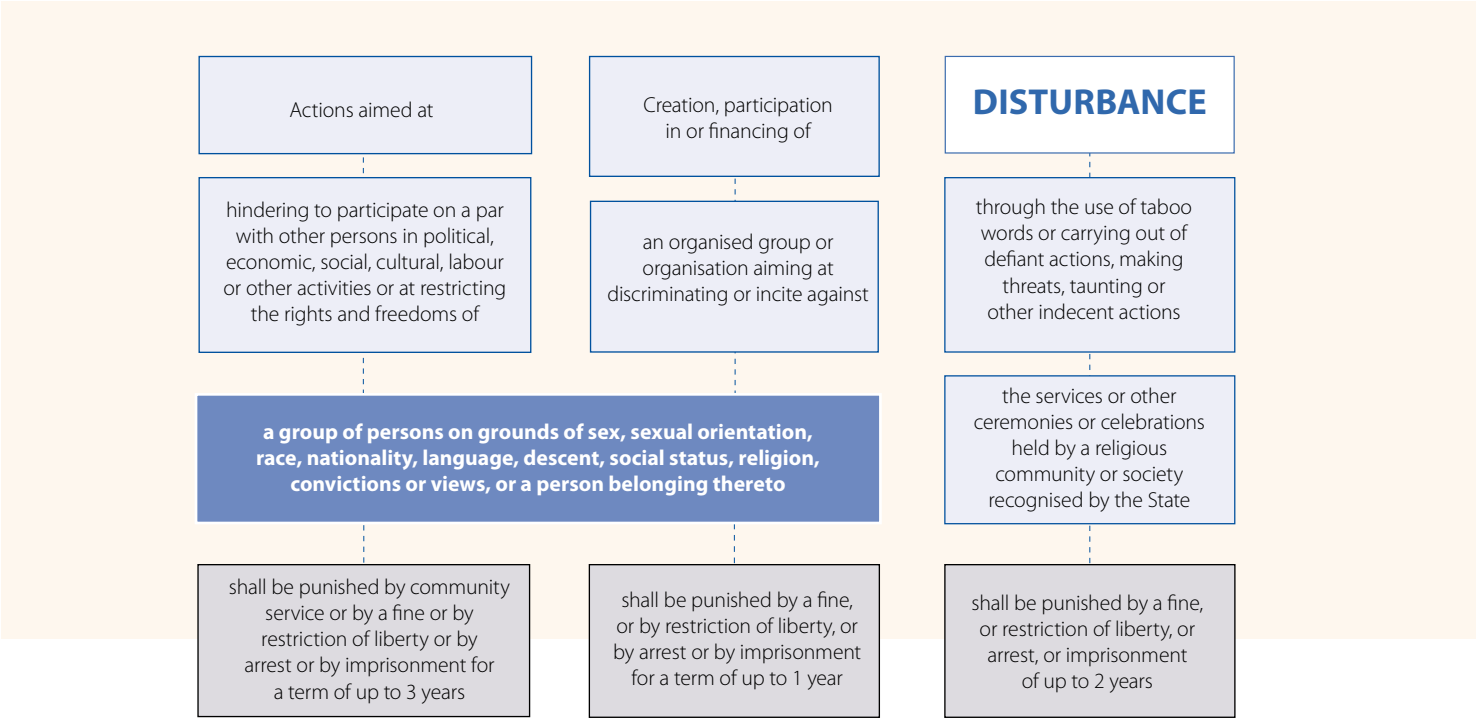 Actions aimed at
hindering to participate on a par
with other persons in political,
economic, social, cultural, labour
or other activities or at restricting
the rights and freedoms of
Creation, participation
in or financing of
an organised group or
organisation aiming at
discriminating or incite against
a group of persons on grounds of sex, sexual orientation,
race, nationality, language, descent, social status, religion,
convictions or views, or a person belonging thereto
shall be punished by community
service or by a fine or by
restriction of liberty or by
arrest or by imprisonment for
a term of up to 3 years
shall be punished by a fine,
or by restriction of liberty, or
by arrest or by imprisonment
for a term of up to 1 year
DISTURBANCE
through the use of taboo
words or carrying out of
defiant actions, making
threats, taunting or
other indecent actions
the services or other
ceremonies or celebrations
held by a religious
community or society
recognised by the State
shall be punished by a fine,
or restriction of liberty, or
arrest, or imprisonment
of up to 2 years